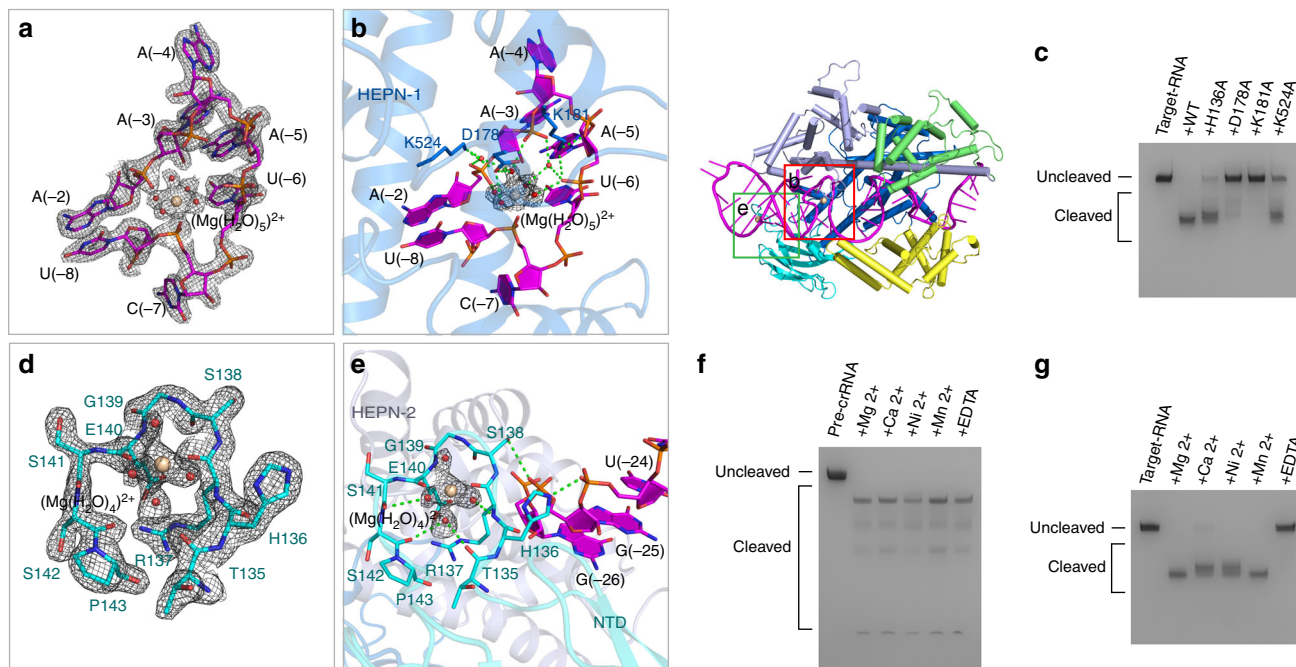 a
A(–4)
A(–3)
A(–5)
U(–6)
A(–2)
(Mg(H2O)5)2+
U(–8)
C(–7)
b
A(–4)
HEPN-1
A(–3)
K181
D178
K524
A(–5)
A(–2)
U(–6)
(Mg(H2O)5)2+
U(–8)
C(–7)
b
e
c
Target-RNA
+WT
+H136A
+D178A
+K181A
+K524A
Uncleaved
Cleaved
d
S138
G139
E140
S141
(Mg(H2O)4)2+
H136
R137
S142
T135
P143
e
HEPN-2
S138
G139
E140
U(–24)
S141
(Mg(H2O)4)2+
H136
G(–25)
R137
T135
S142
G(–26)
P143
NTD
f
Pre-crRNA
+Mg 2+
+Ca 2+
+Ni 2+
+Mn 2+
+EDTA
Uncleaved
Cleaved
g
Target-RNA
+Mg 2+
+Ca 2+
+Ni 2+
+Mn 2+
+EDTA
Uncleaved
Cleaved